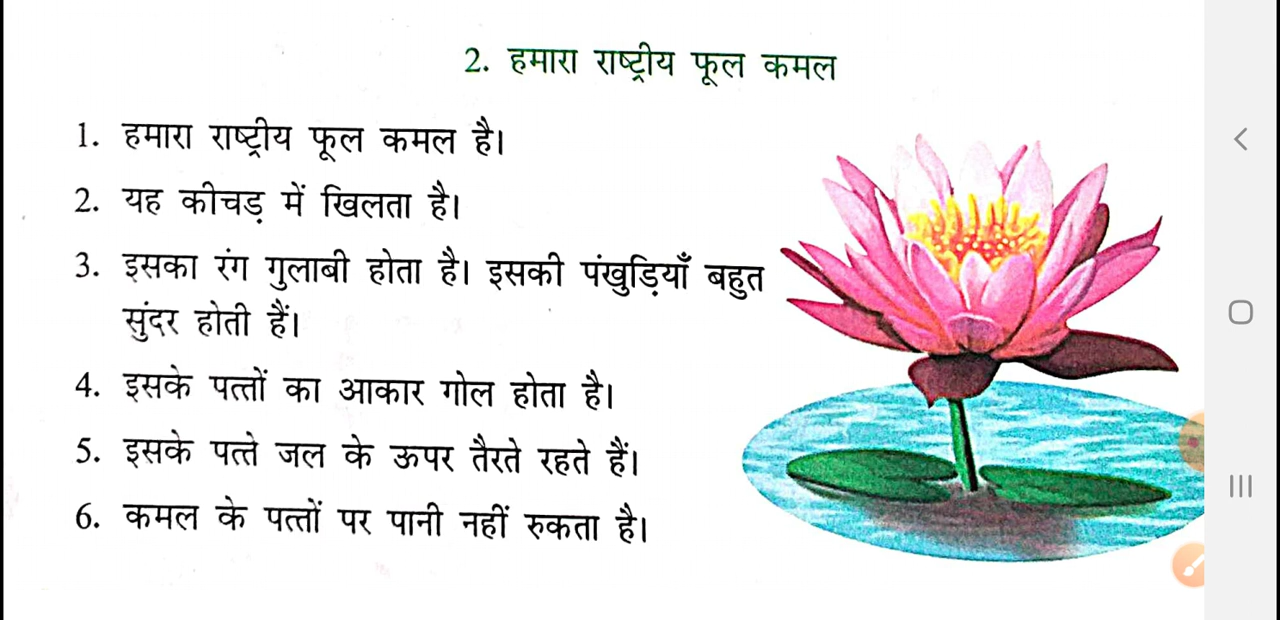 2. हमारा राष्ट्रीय फूल कमल
1. हमारा राष्ट्रीय फूल कमल है।
2. यह कीचड़ में खिलता है।
3. इसका रंग गुलाबी होता है। इसकी पंखुड़ियाँ बहुत
सुंदर होती हैं।
4. इसके पत्तों का आकार गोल होता है।
5. इसके पत्ते जल के ऊपर तैरते रहते हैं।
6. कमल के पत्तों पर पानी नहीं रुकता है।